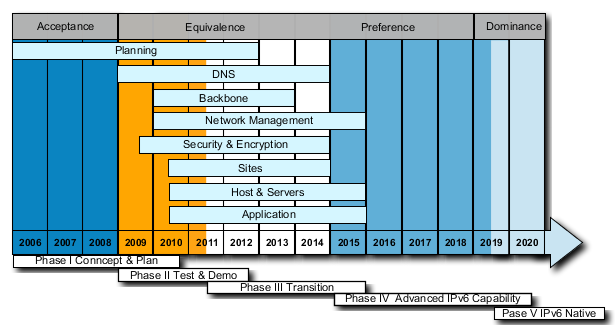 Acceptance Equivalence Preference Dominance
Planning
DNS
Backbone
Network Management
Security & Encryption
Sites
Host & Servers
Application
2006 2007 2008 2009 2010 2011 2012 2013 2014 2015 2016 2017 2018 2019 2020
Phase I Conncept & Plan
Phase II Test & Demo
Phase III Transition
Phase IV Advanced IPv6 Capability
Pase V IPv6 Native